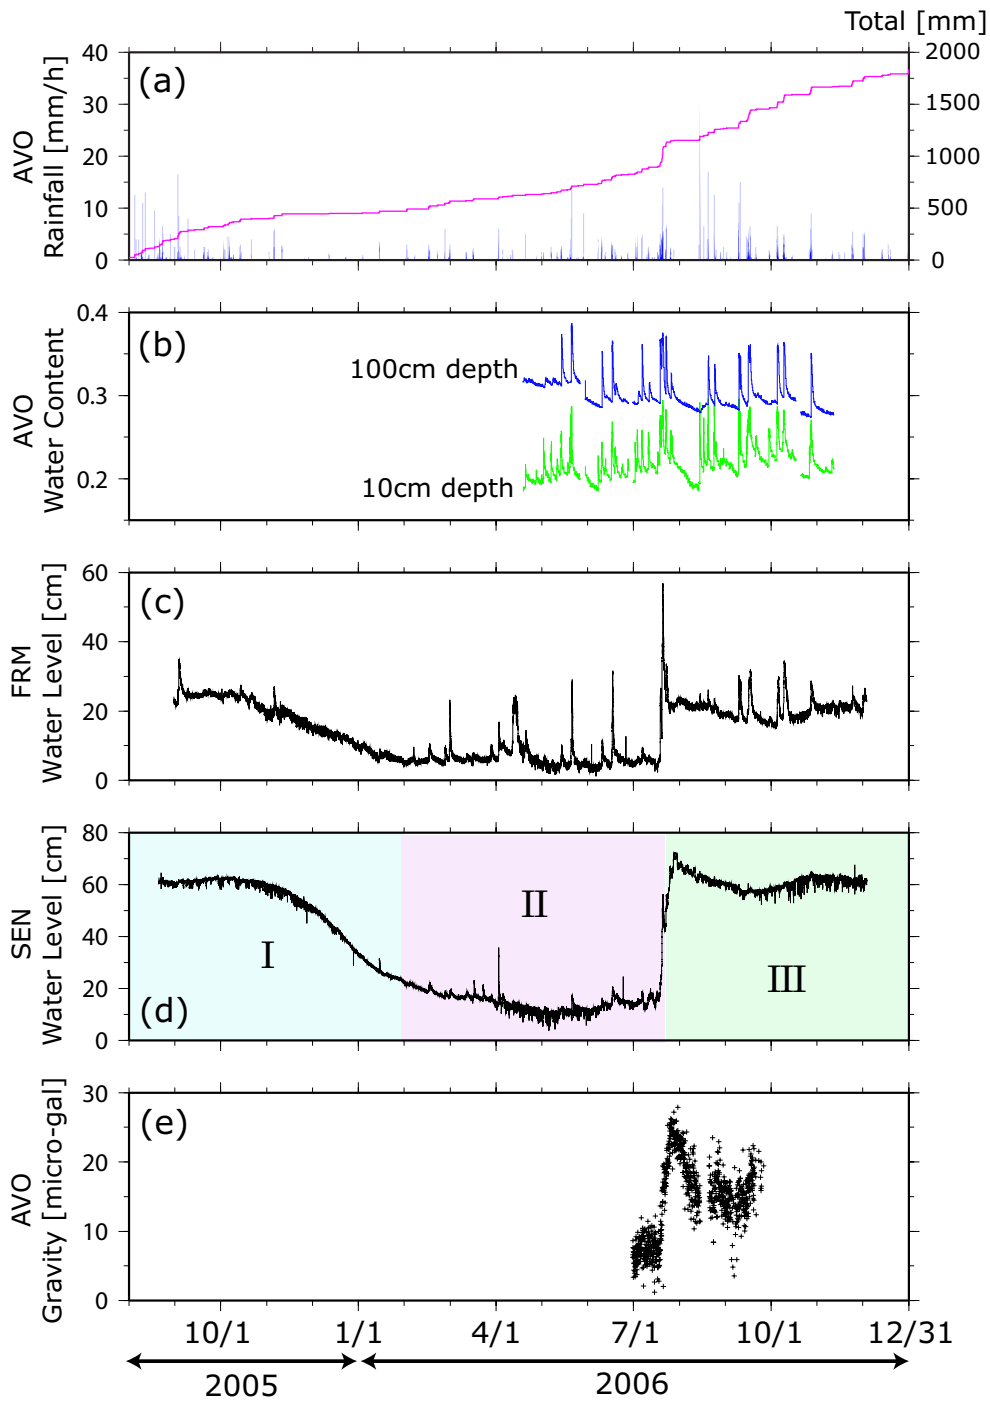 Total [mm]
(a)
AVO
Rainfall [mm/h]
40
30
20
10
0
2000
1500
1000
500
0
(b)
AVO
Water Content
0.4
0.3
0.2
100cm depth
10cm depth
(c)
FRM
Water Level [cm]
60
40
20
0
(d)
SEN
Water Level [cm]
80
60
40
20
0
I
II
III
(e)
AVO
Gravity [micro-gal]
30
20
10
0
10/1 1/1 4/1 7/1 10/1 12/31
2005 2006